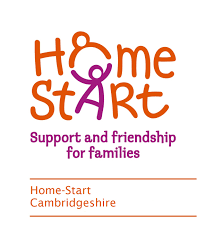 Home
Start
Support and friendship
for families
Home-Start
Cambridgeshire